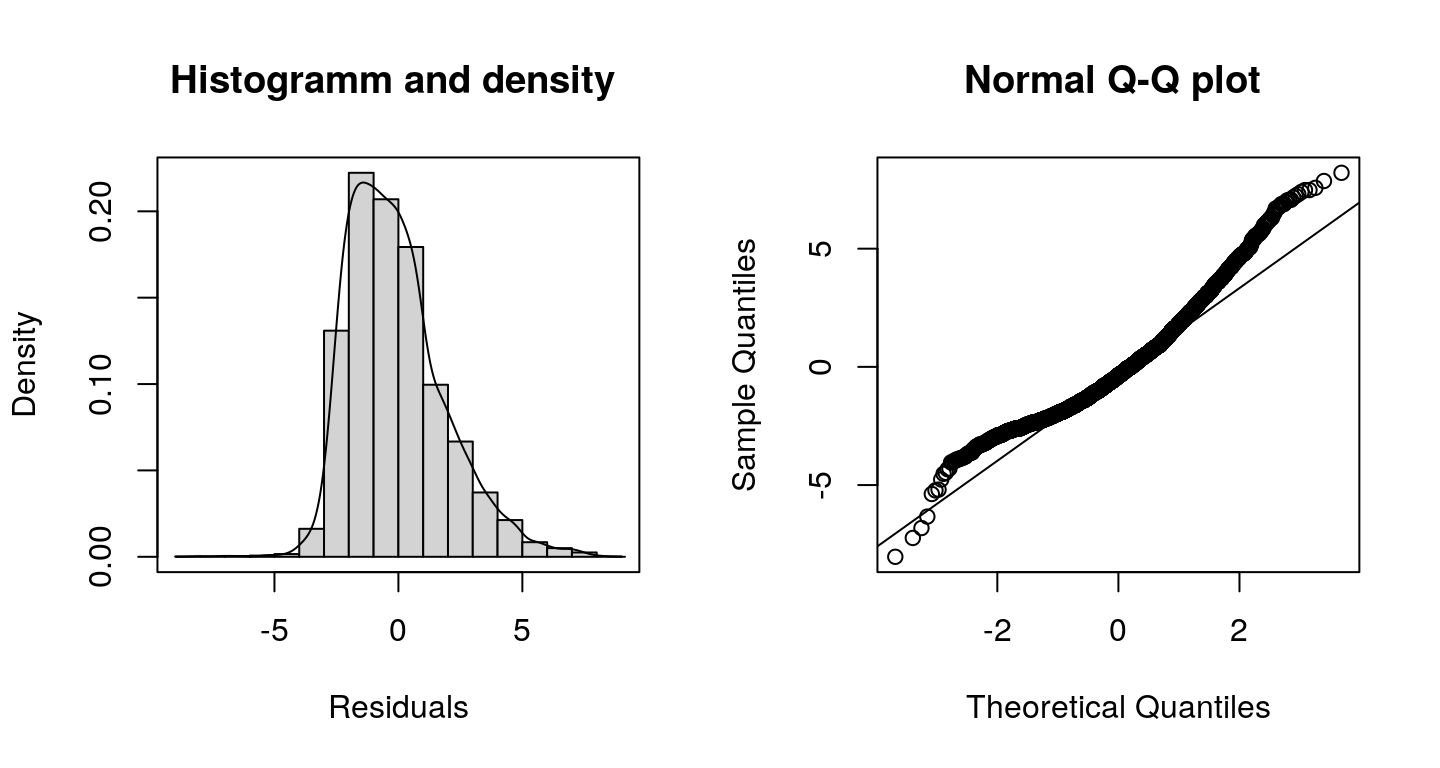 Histogramm and density
Density
0.00
0.10
0.20
-5
0
5
Residuals
Normal Q-Q plot
Sample Quantiles
-5
0
5
-2
0
2
Theoretical Quantiles